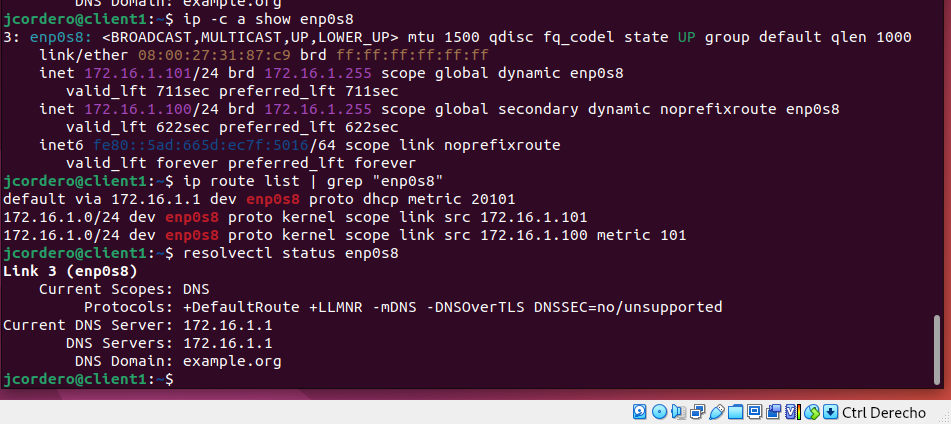 DNS Domain: example.org
jcordero@client1:~$ ip -c a show enp0s8
3: enp0s8: <BROADCAST,MULTICAST,UP,LOWER_UP> mtu 1500 qdisc fq_codel state UP group default qlen 1000
    link/ether 08:00:27:31:87:c9 brd ff:ff:ff:ff:ff:ff
    inet 172.16.1.101/24 brd 172.16.1.255 scope global dynamic enp0s8
       valid_lft 711sec preferred_lft 711sec
    inet 172.16.1.100/24 brd 172.16.1.255 scope global secondary dynamic noprefixroute enp0s8
       valid_lft 622sec preferred_lft 622sec
    inet6 fe80::5ad:665d:ec7f:5016/64 scope link noprefixroute
       valid_lft forever preferred_lft forever
jcordero@client1:~$ ip route list | grep "enp0s8"
default via 172.16.1.1 dev enp0s8 proto dhcp metric 20101
172.16.1.0/24 dev enp0s8 proto kernel scope link src 172.16.1.101
172.16.1.0/24 dev enp0s8 proto kernel scope link src 172.16.1.100 metric 101
jcordero@client1:~$ resolvectl status enp0s8
Link 3 (enp0s8)
    Current Scopes: DNS
         Protocols: +DefaultRoute +LLMNR -mDNS -DNSOverTLS DNSSEC=no/unsupported
Current DNS Server: 172.16.1.1
       DNS Servers: 172.16.1.1
        DNS Domain: example.org
jcordero@client1:~$
Ctrl Derecho